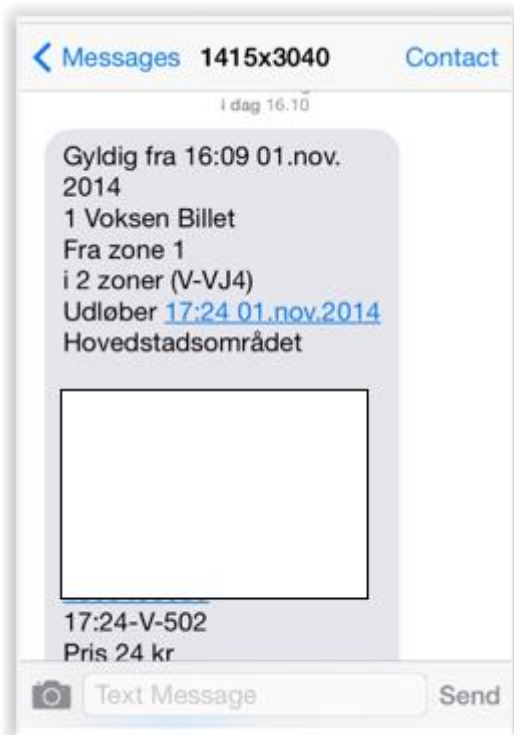 Messages 1415x3040 Contact
i dag 16.10
Gyldig fra 16:09 01.nov.
2014
1 Voksen Billet
Fra zone 1
i 2 zoner (V-VJ4)
Udløber 17:24 01.nov.2014
Hovedstadsområdet
17:24-V-502
Pris 24 kr
Text Message Send